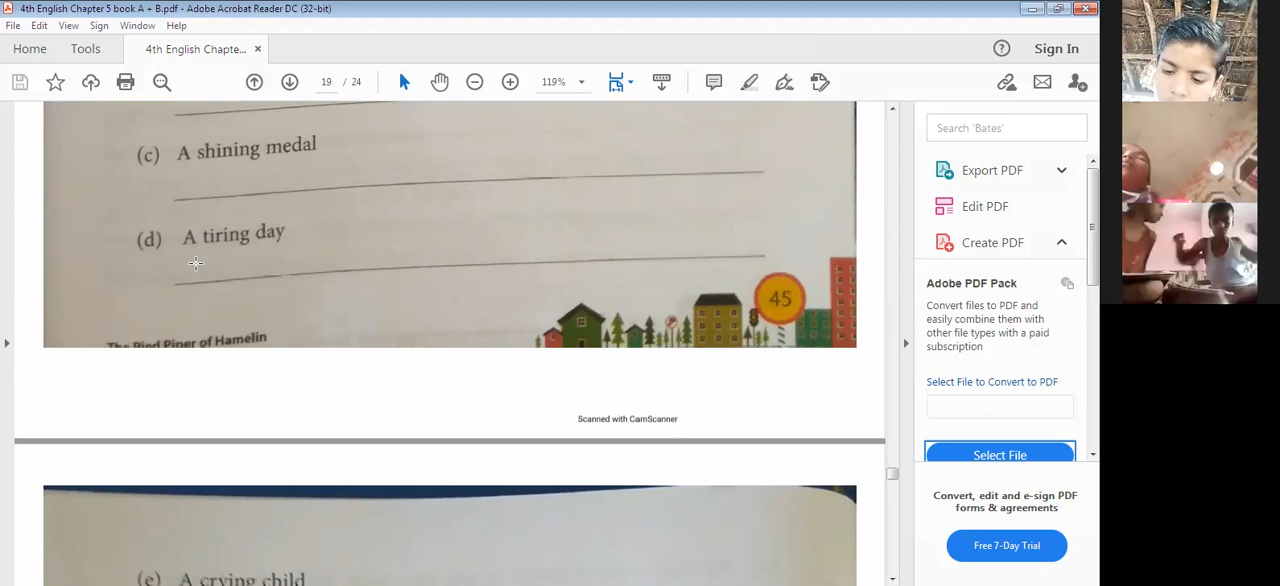 4th English Chapter 5 book A + B.pdf - Adobe Acrobat Reader DC (32-bit)
File Edit View Sign Window Help
Home Tools 4th English Chapte... × Sign In
19 / 24 119%
(c) A shining medal
(d) A tiring day
45
The Pied Piper of Hamelin
Scanned with CamScanner
(e) A crying child
Search 'Bates'
Export PDF
Edit PDF
Create PDF
Adobe PDF Pack
Convert files to PDF and
easily combine them with
other file types with a paid
subscription
Select File to Convert to PDF
Select File
Convert, edit and e-sign PDF
forms & agreements
Free 7-Day Trial